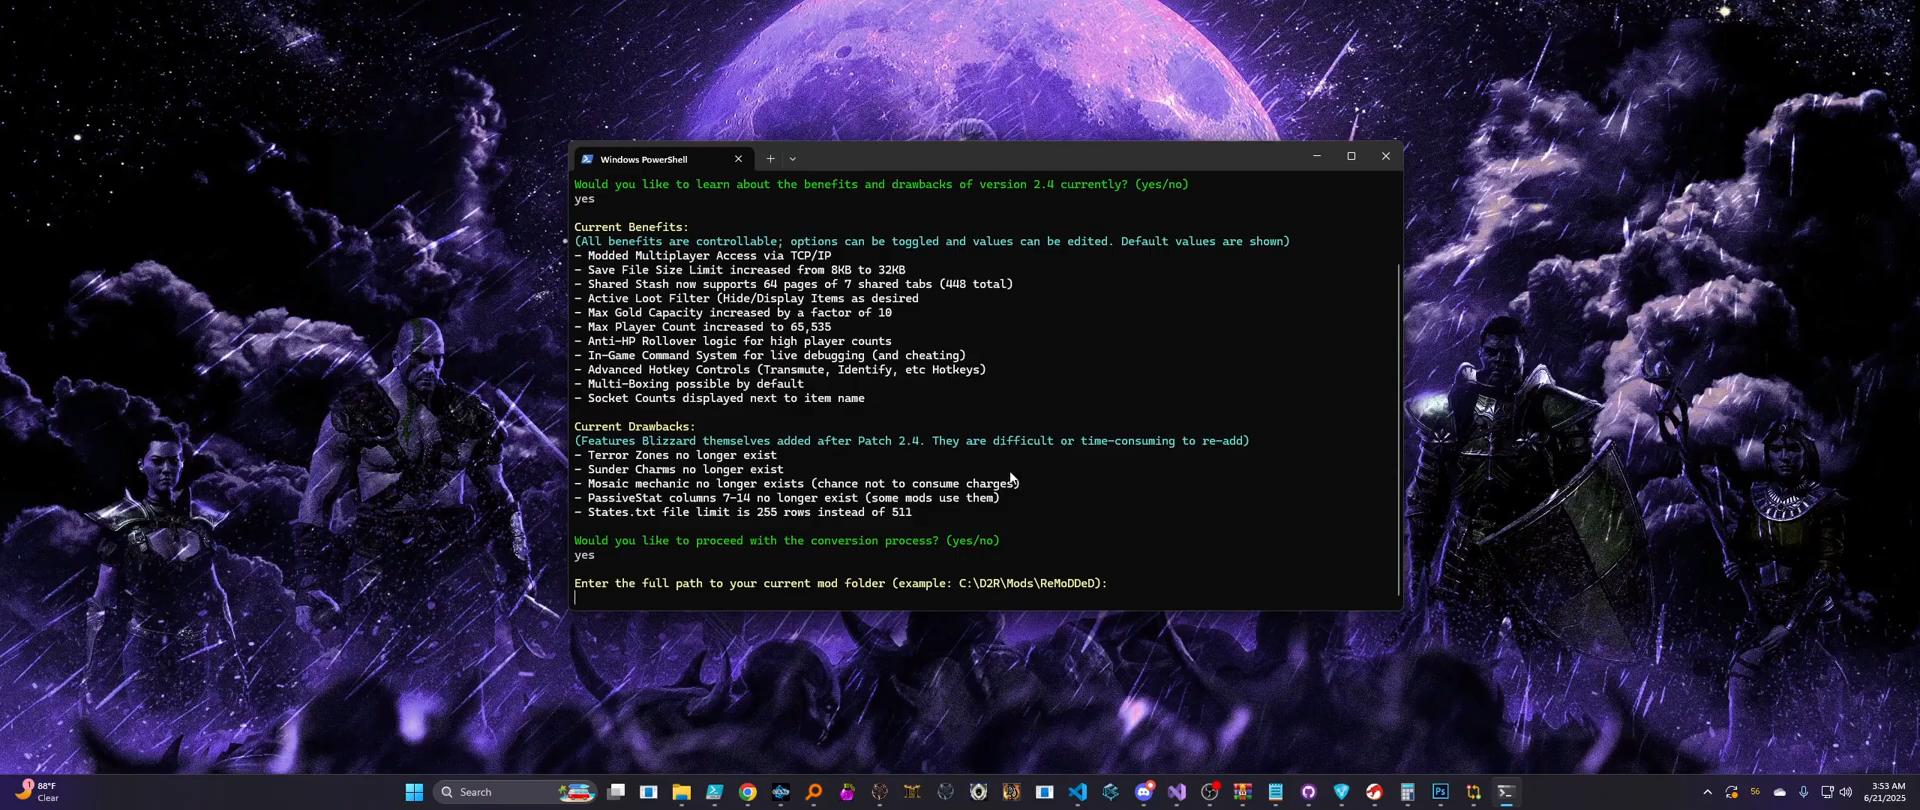 Windows PowerShell
Would you like to learn about the benefits and drawbacks of version 2.4 currently? (yes/no)
yes
Current Benefits:
(All benefits are controllable; options can be toggled and values can be edited. Default values are shown)
- Modded Multiplayer Access via TCP/IP
- Save File Size Limit increased from 8KB to 32KB
- Shared Stash now supports 64 pages of 7 shared tabs (448 total)
- Active Loot Filter (Hide/Display Items as desired
- Max Gold Capacity increased by a factor of 10
- Max Player Count increased to 65,535
- Anti-HP Rollover logic for high player counts
- In-Game Command System for live debugging (and cheating)
- Advanced Hotkey Controls (Transmute, Identify, etc Hotkeys)
- Multi-Boxing possible by default
- Socket Counts displayed next to item name
Current Drawbacks:
(Features Blizzard themselves added after Patch 2.4. They are difficult or time-consuming to re-add)
- Terror Zones no longer exist
- Sunder Charms no longer exist
- Mosaic mechanic no longer exists (chance not to consume charges)
- PassiveStat columns 7-14 no longer exist (some mods use them)
- States.txt file limit is 255 rows instead of 511
Would you like to proceed with the conversion process? (yes/no)
yes
Enter the full path to your current mod folder (example: C:\D2R\Mods\ReMoDDeD):
1
88°F
Clear
Search
Ps
56
3:53 AM
6/21/2025